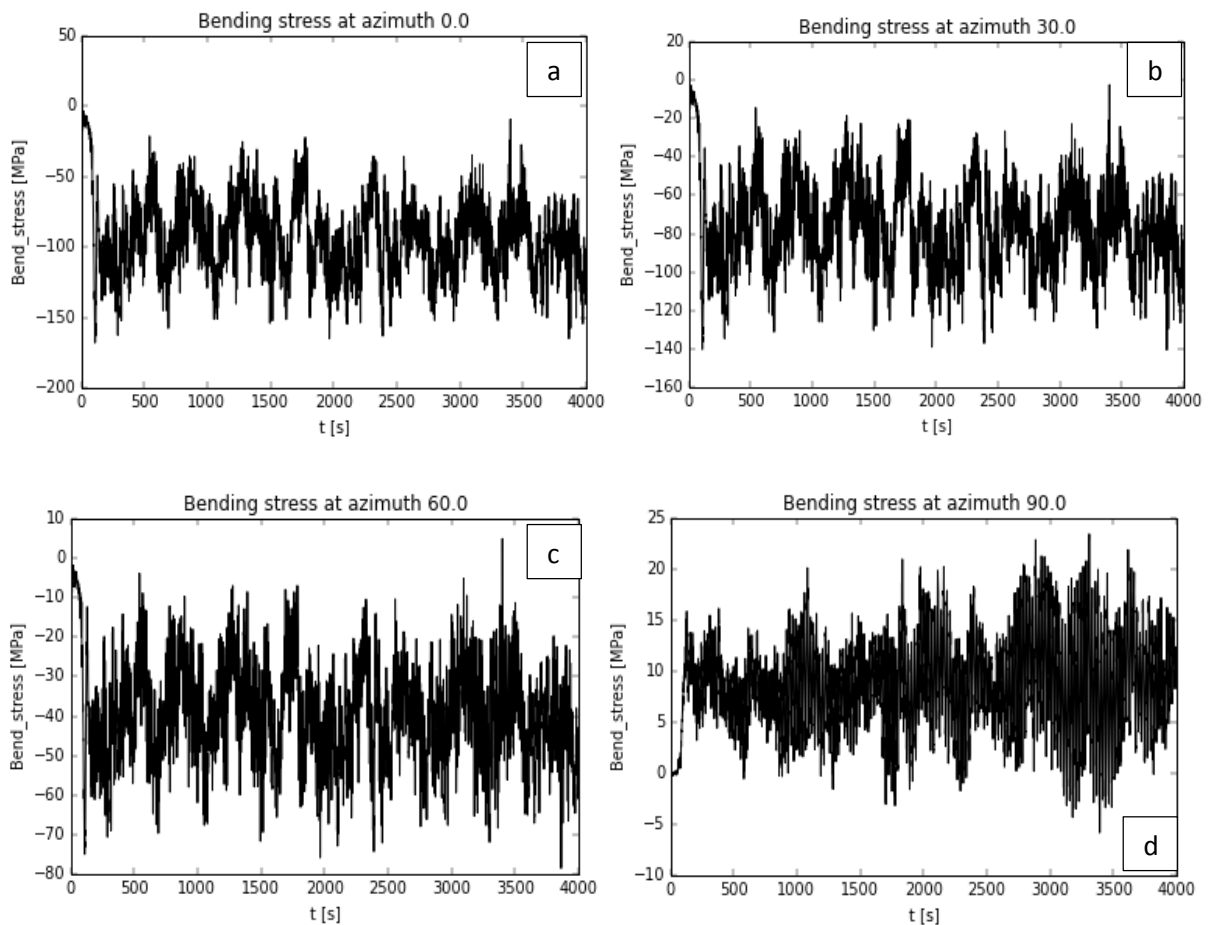 Bending stress at azimuth 0.0
50
0
−50
−100
−150
−200
Bend_stress [MPa]
a
0 500 1000 1500 2000 2500 3000 3500 4000
t [s]
Bending stress at azimuth 30.0
20
0
−20
−40
−60
−80
−100
−120
−140
−160
Bend_stress [MPa]
b
0 500 1000 1500 2000 2500 3000 3500 4000
t [s]
Bending stress at azimuth 60.0
10
0
−10
−20
−30
−40
−50
−60
−70
−80
Bend_stress [MPa]
c
0 500 1000 1500 2000 2500 3000 3500 4000
t [s]
Bending stress at azimuth 90.0
25
20
15
10
5
0
−5
−10
Bend_stress [MPa]
d
0 500 1000 1500 2000 2500 3000 3500 4000
t [s]